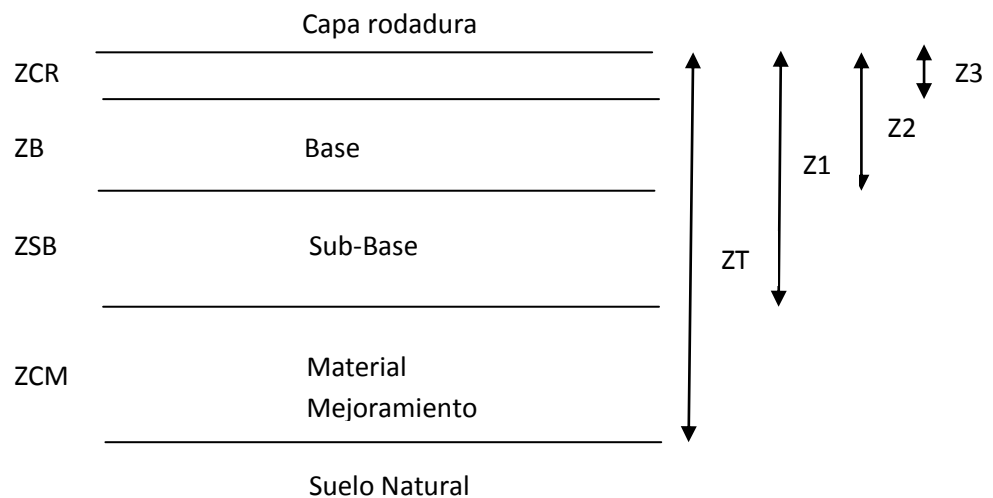 Capa rodadura
ZCR
Z3
Z2
ZB
Base
Z1
ZSB
Sub-Base
ZT
Material
ZCM
Mejoramiento
Suelo Natural